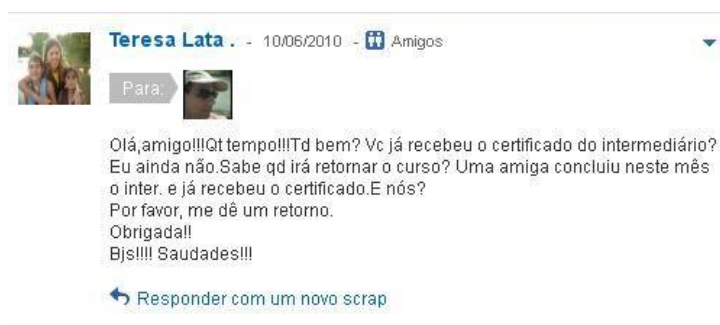 Teresa Lata . - 10/06/2010 - Amigos
Para:
Olá,amigo!!!Qt tempo!!!Td bem? Vc já recebeu o certificado do intermediário?
Eu ainda não.Sabe qd irá retornar o curso? Uma amiga concluiu neste mês
o inter. e já recebeu o certificado.E nós?
Por favor, me dê um retorno.
Obrigada!!
Bjs!!!! Saudades!!!
Responder com um novo scrap